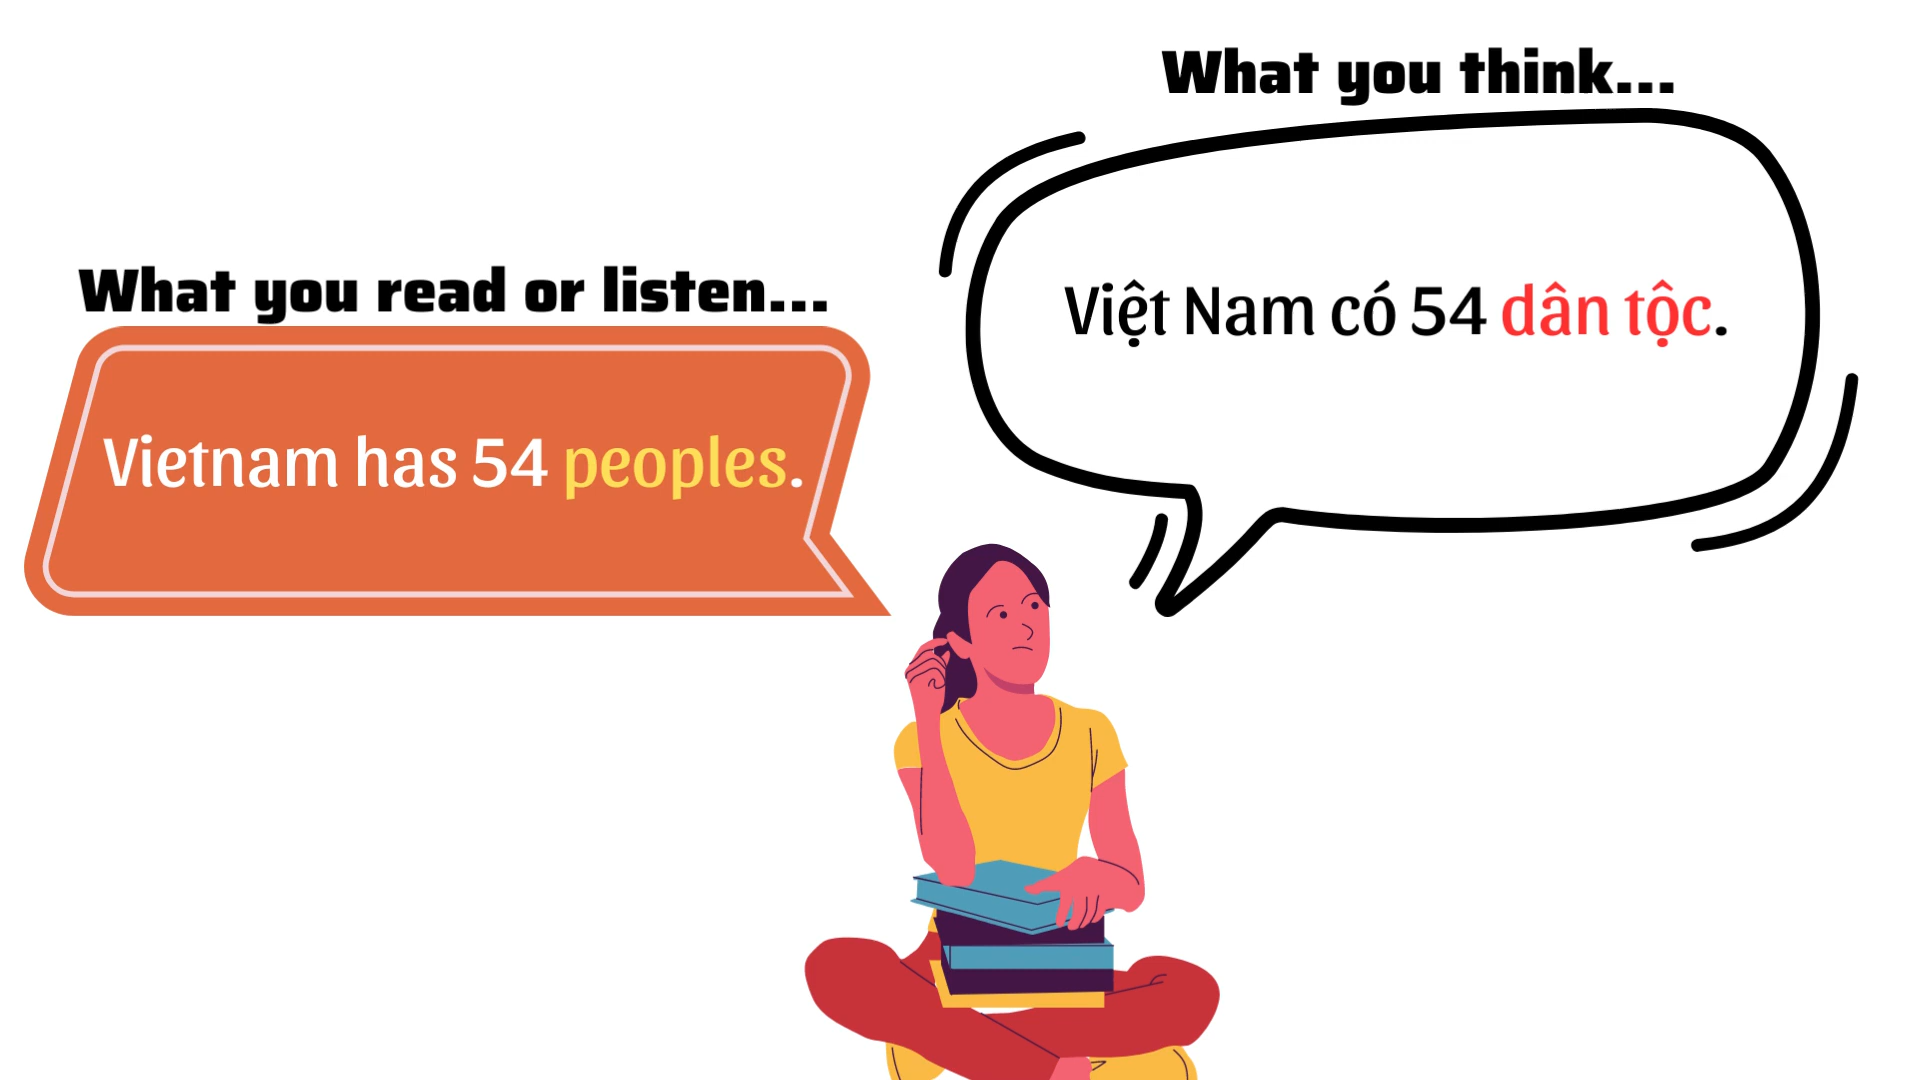 What you think...
Việt Nam có 54 dân tộc.
What you read or listen...
Vietnam has 54 peoples.